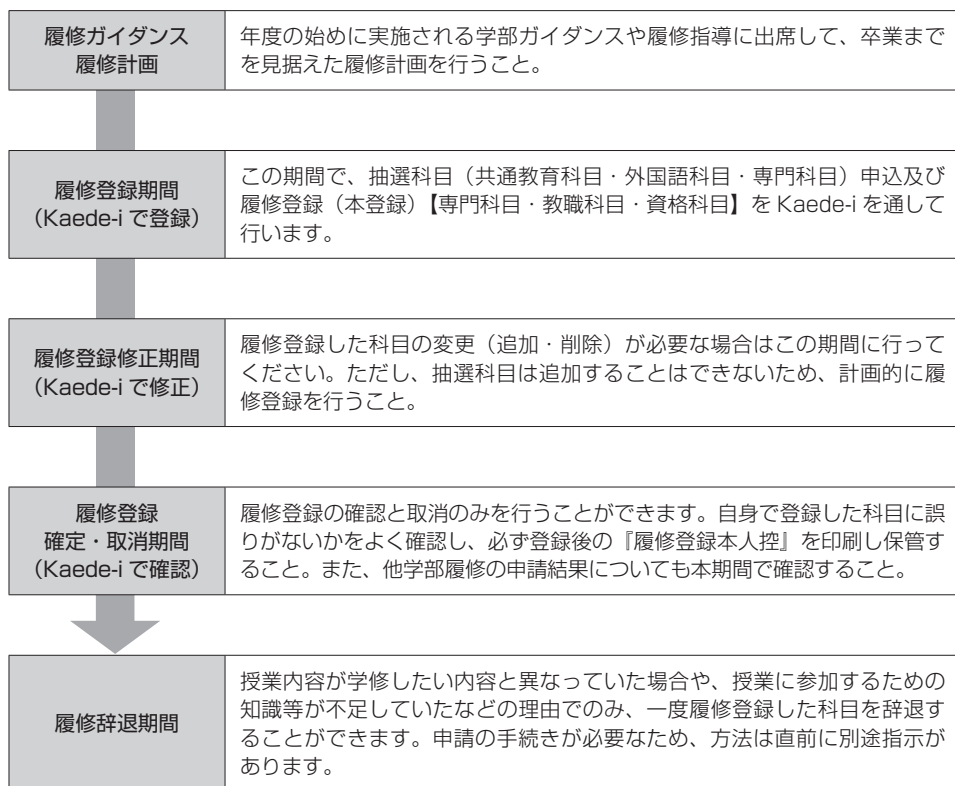 履修ガイダンス
履修計画
年度の始めに実施される学部ガイダンスや履修指導に出席して、卒業まで
を見据えた履修計画を行うこと。
履修登録期間
（Kaede-i で登録）
この期間で、抽選科目（共通教育科目・外国語科目・専門科目）申込及び
履修登録（本登録）【専門科目・教職科目・資格科目】を Kaede-i を通して
行います。
履修登録修正期間
（Kaede-i で修正）
履修登録した科目の変更（追加・削除）が必要な場合はこの期間に行って
ください。ただし、抽選科目は追加することはできないため、計画的に履
修登録を行うこと。
履修登録
確定・取消期間
（Kaede-i で確認）
履修登録の確認と取消のみを行うことができます。自身で登録した科目に誤
りがないかをよく確認し、必ず登録後の『履修登録本人控』を印刷し保管す
ること。また、他学部履修の申請結果についても本期間で確認すること。
履修辞退期間
授業内容が学修したい内容と異なっていた場合や、授業に参加するための
知識等が不足していたなどの理由でのみ、一度履修登録した科目を辞退す
ることができます。申請の手続きが必要なため、方法は直前に別途指示が
あります。